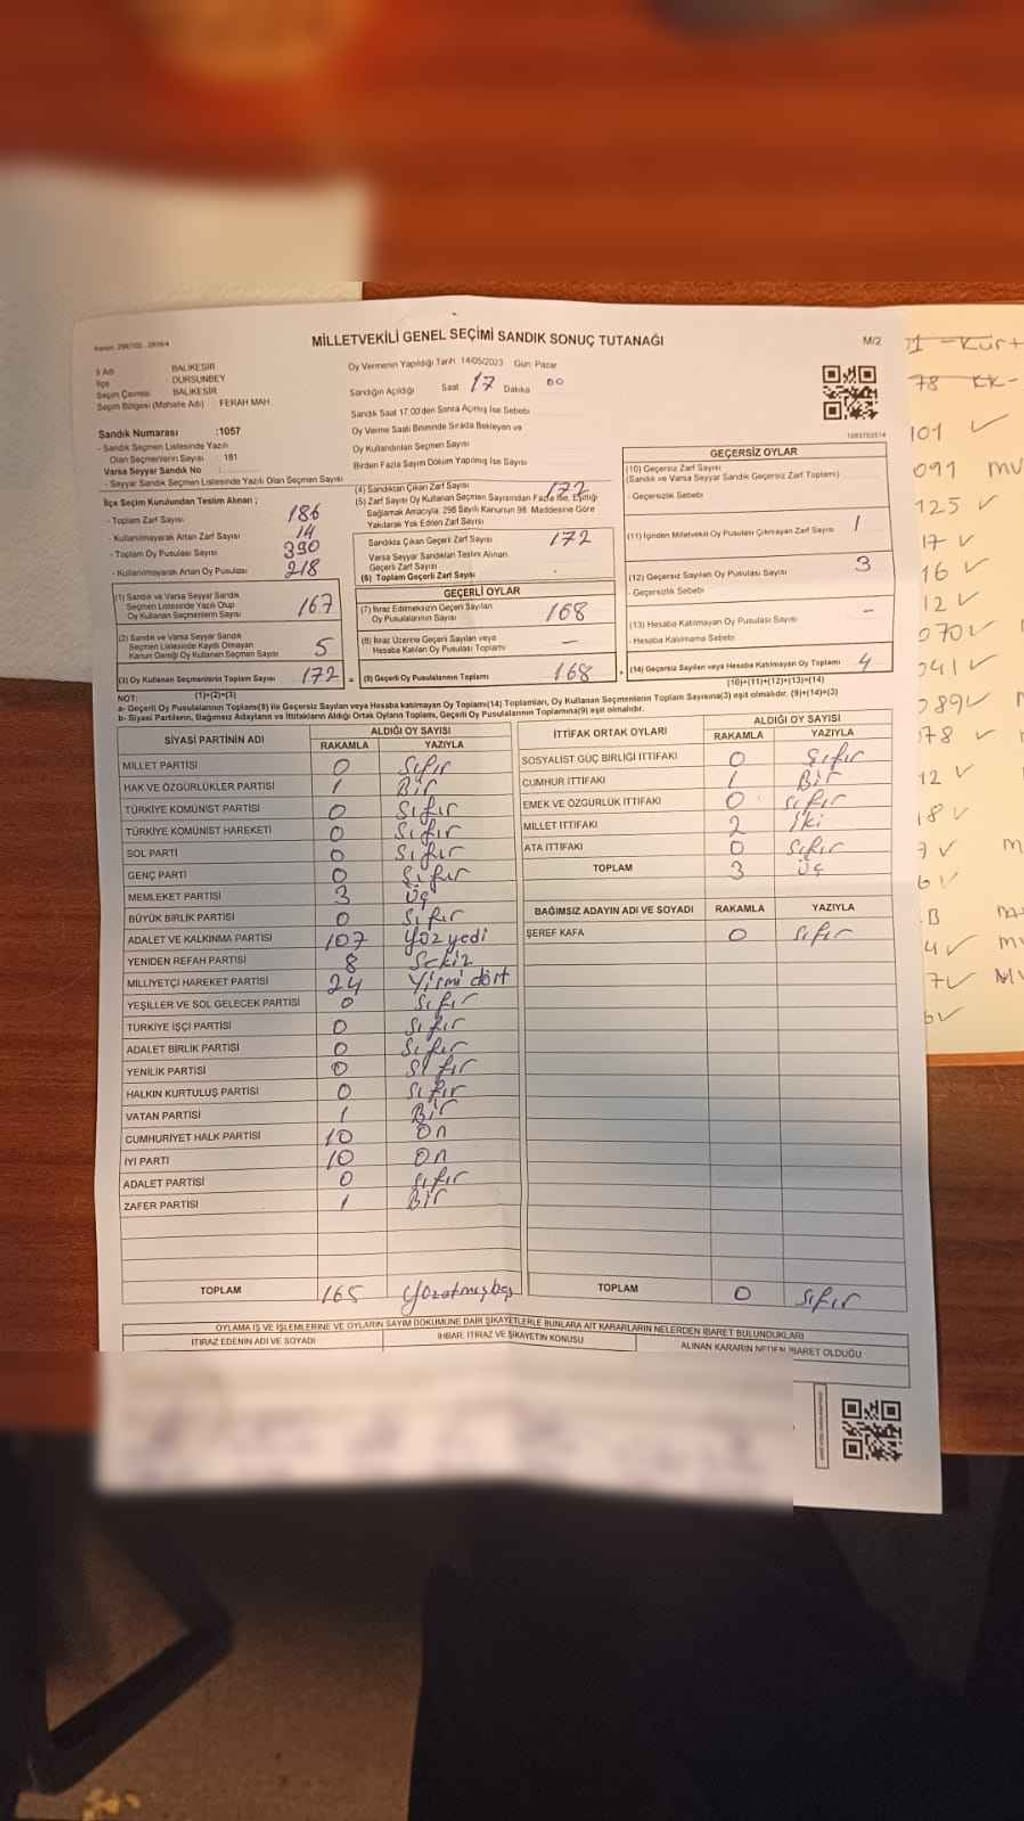 MİLLETVEKİLİ GENEL SEÇİMİ SANDIK SONUÇ TUTANAĞI
M/2
İl Adı BALIKESİR
İlçe : DURSUNBEY
Seçim Çevresi BALIKESİR
Seçim Bölgesi (Mahalle Adı) : FERAH MAH.
Sandık Numarası :1057
- Sandık Seçmen Listesinde Yazılı
Olan Seçmenlerin Sayısı : 181
Varsa Seyyar Sandık No
- Seyyar Sandık Seçmen Listesinde Yazılı Olan Seçmen Sayısı
Oy Vermenin Yapıldığı Tarih 14/05/2023 Gün: Pazar
Sandığın Açıldığı Saat 17 Dakika 00
Sandık Saat 17.00'den Sonra Açılmış İse Sebebi
Oy Verme Saati Bitiminde Sırada Bekleyen ve
Oy Kullandırılan Seçmen Sayısı
Birden Fazla Sayım Döküm Yapılmış İse Sayısı
İlçe Seçim Kurulundan Teslim Alınan ;
- Toplam Zarf Sayısı 186
- Kullanılmayarak Artan Zarf Sayısı 14
- Toplam Oy Pusulası Sayısı 390
- Kullanılmayarak Artan Oy Pusulası 218
(1) Sandık ve Varsa Seyyar Sandık
Seçmen Listesinde Yazılı Olup
Oy Kullanan Seçmenlerin Sayısı 167
(2) Sandık ve Varsa Seyyar Sandık
Seçmen Listesinde Kayıtlı Olmayan
Kanun Gereği Oy Kullanan Seçmen Sayısı 5
(3) Oy Kullanan Seçmenlerin Toplam Sayısı 172
(1)+(2)=(3)
(4) Sandıktan Çıkan Zarf Sayısı 172
(5) Zarf Sayısı Oy Kullanan Seçmen Sayısından Fazla İse, Eşitliği
Sağlamak Amacıyla, 298 Sayılı Kanunun 98. Maddesine Göre
Yakılarak Yok Edilen Zarf Sayısı
Sandıkta Çıkan Geçerli Zarf Sayısı 172
Varsa Seyyar Sandıktan Teslim Alınan
Geçerli Zarf Sayısı
(6) Toplam Geçerli Zarf Sayısı
GEÇERLİ OYLAR
(7) İtiraz Edilmeksizin Geçerli Sayılan
Oy Pusulalarının Sayısı 168
(8) İtiraz Üzerine Geçerli Sayılan veya
Hesaba Katılan Oy Pusulası Toplamı –
(9) Geçerli Oy Pusulalarının Toplamı 168
GEÇERSİZ OYLAR
(10) Geçersiz Zarf Sayısı
(Sandık ve Varsa Seyyar Sandık Geçersiz Zarf Toplamı)
- Geçersizlik Sebebi
(11) İçinden Milletvekili Oy Pusulası Çıkmayan Zarf Sayısı 1
(12) Geçersiz Sayılan Oy Pusulası Sayısı 3
- Geçersizlik Sebebi
(13) Hesaba Katılmayan Oy Pusulası Sayısı –
- Hesaba Katılmama Sebebi
(14) Geçersiz Sayılan veya Hesaba Katılmayan Oy Toplamı 4
(10)+(11)+(12)+(13)=(14)
NOT:
a- Geçerli Oy Pusulalarının Toplamı(9) ile Geçersiz Sayılan veya Hesaba katılmayan Oy Toplamı(14) Toplamları, Oy Kullanan Seçmenlerin Toplam Sayısına(3) eşit olmalıdır. (9)+(14)=(3)
b- Siyasi Partilerin, Bağımsız Adayların ve İttifakların Aldığı Ortak Oyların Toplamı, Geçerli Oy Pusulalarının Toplamına(9) eşit olmalıdır.
SİYASİ PARTİNİN ADI ALDIĞI OY SAYISI
RAKAMLA YAZIYLA
MİLLET PARTİSİ 0 Sıfır
HAK VE ÖZGÜRLÜKLER PARTİSİ 1 Bir
TÜRKİYE KOMÜNİST PARTİSİ 0 Sıfır
TÜRKİYE KOMÜNİST HAREKETİ 0 Sıfır
SOL PARTİ 0 Sıfır
GENÇ PARTİ 0 Sıfır
MEMLEKET PARTİSİ 3 Üç
BÜYÜK BİRLİK PARTİSİ 0 Sıfır
ADALET VE KALKINMA PARTİSİ 107 Yüz yedi
YENİDEN REFAH PARTİSİ 8 Sekiz
MİLLİYETÇİ HAREKET PARTİSİ 24 Yirmi dört
YEŞİLLER VE SOL GELECEK PARTİSİ 0 Sıfır
TÜRKİYE İŞÇİ PARTİSİ 0 Sıfır
ADALET BİRLİK PARTİSİ 0 Sıfır
YENİLİK PARTİSİ 0 Sıfır
HALKIN KURTULUŞ PARTİSİ 0 Sıfır
VATAN PARTİSİ 1 Bir
CUMHURİYET HALK PARTİSİ 10 On
İYİ PARTİ 10 On
ADALET PARTİSİ 0 Sıfır
ZAFER PARTİSİ 1 Bir
TOPLAM 165 Yüzatmışbeş
İTTİFAK ORTAK OYLARI ALDIĞI OY SAYISI
RAKAMLA YAZIYLA
SOSYALİST GÜÇ BİRLİĞİ İTTİFAKI 0 Sıfır
CUMHUR İTTİFAKI 1 Bir
EMEK VE ÖZGÜRLÜK İTTİFAKI 0 Sıfır
MİLLET İTTİFAKI 2 İki
ATA İTTİFAKI 0 Sıfır
TOPLAM 3 Üç
BAĞIMSIZ ADAYIN ADI VE SOYADI RAKAMLA YAZIYLA
ŞEREF KAFA 0 Sıfır
TOPLAM 0 Sıfır
OYLAMA İŞ VE İŞLEMLERİNE VE OYLARIN SAYIM DÖKÜMÜNE DAİR ŞİKAYETLERLE BUNLARA AİT KARARLARIN NELERDEN İBARET BULUNDUKLARI
İTİRAZ EDENİN ADI VE SOYADI İHBAR, İTİRAZ VE ŞİKAYETİN KONUSU ALINAN KARARIN NEDEN İBARET OLDUĞU
78 KK-
101 ✓
091 MV
125 ✓
17 ✓
16 ✓
12 ✓
070 ✓
041 ✓
089 ✓
78 ✓
12 ✓
18 ✓
7 ✓
6 ✓
B
4 ✓
7 ✓ MV
6 ✓